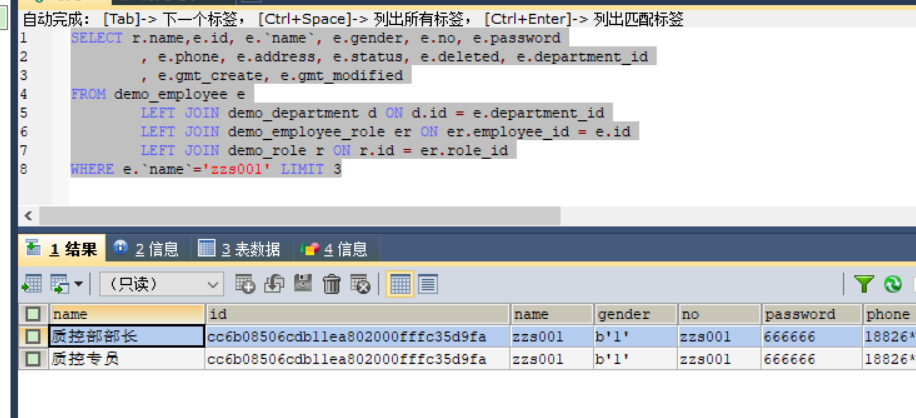 自动完成: [Tab]-> 下一个标签, [Ctrl+Space]-> 列出所有标签, [Ctrl+Enter]-> 列出匹配标签
1 SELECT r.name,e.id, e.`name`, e.gender, e.no, e.password
2 , e.phone, e.address, e.status, e.deleted, e.department_id
3 , e.gmt_create, e.gmt_modified
4 FROM demo_employee e
5 LEFT JOIN demo_department d ON d.id = e.department_id
6 LEFT JOIN demo_employee_role er ON er.employee_id = e.id
7 LEFT JOIN demo_role r ON r.id = er.role_id
8 WHERE e.`name`='zzs001' LIMIT 3
1 结果 2 信息 3 表数据 4 信息
(只读)
name id name gender no password phone
质控部部长 cc6b08506cdb11ea802000fffc35d9fa zzs001 b'1' zzs001 666666 18826*
质控专员 cc6b08506cdb11ea802000fffc35d9fa zzs001 b'1' zzs001 666666 18826*